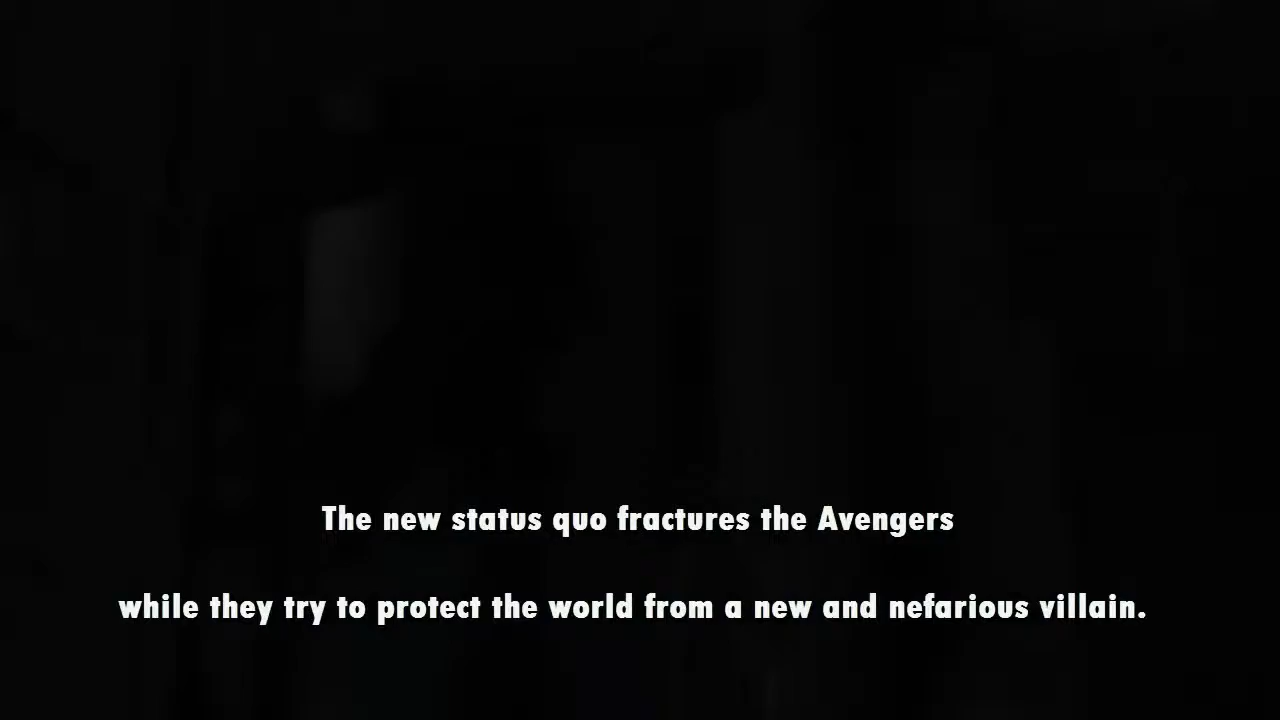 The new status quo fractures the Avengers
while they try to protect the world from a new and nefarious villain.